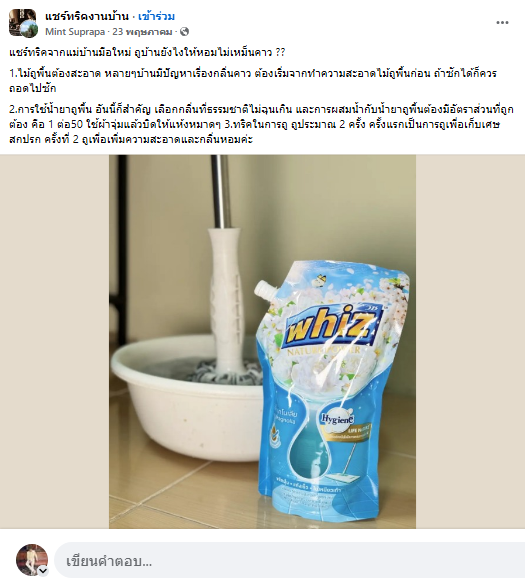 แชร์ทริคงานบ้าน · เข้าร่วม
Mint Suprapa · 23 พฤษภาคม ·
แชร์ทริคจากแม่บ้านมือใหม่ ถูบ้านยังไงให้หอมไม่เหม็นคาว ??
1.ไม้ถูพื้นต้องสะอาด หลายๆบ้านมีปัญหาเรื่องกลิ่นคาว ต้องเริ่มจากทำความสะอาดไม้ถูพื้นก่อน ถ้าซักได้ก็ควร
ถอดไปซัก
2.การใช้น้ำยาถูพื้น อันนี้ก็สำคัญ เลือกกลิ่นที่ธรรมชาติไม่ฉุนเกิน และการผสมน้ำกับน้ำยาถูพื้นต้องมีอัตราส่วนที่ถูก
ต้อง คือ 1 ต่อ50 ใช้ผ้าจุ่มแล้วบิดให้แห้งหมาดๆ 3.ทริคในการถู ถูประมาณ 2 ครั้ง ครั้งแรกเป็นการถูเพื่อเก็บเศษ
สกปรก ครั้งที่ 2 ถูเพื่อเพิ่มความสะอาดและกลิ่นหอมค่ะ
whiz
Hygiene
เขียนคำตอบ...